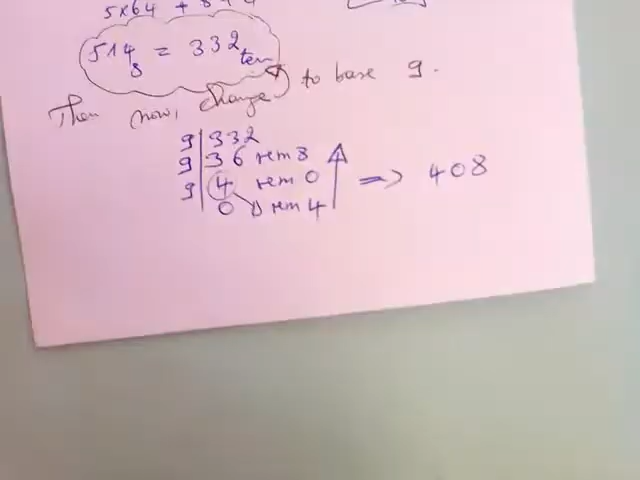 5x64 + 8
514₈ = 332ten
Then now, change to base 9.
9 332
9 36 rem 8
9 4 rem 0 => 408
0 rem 4